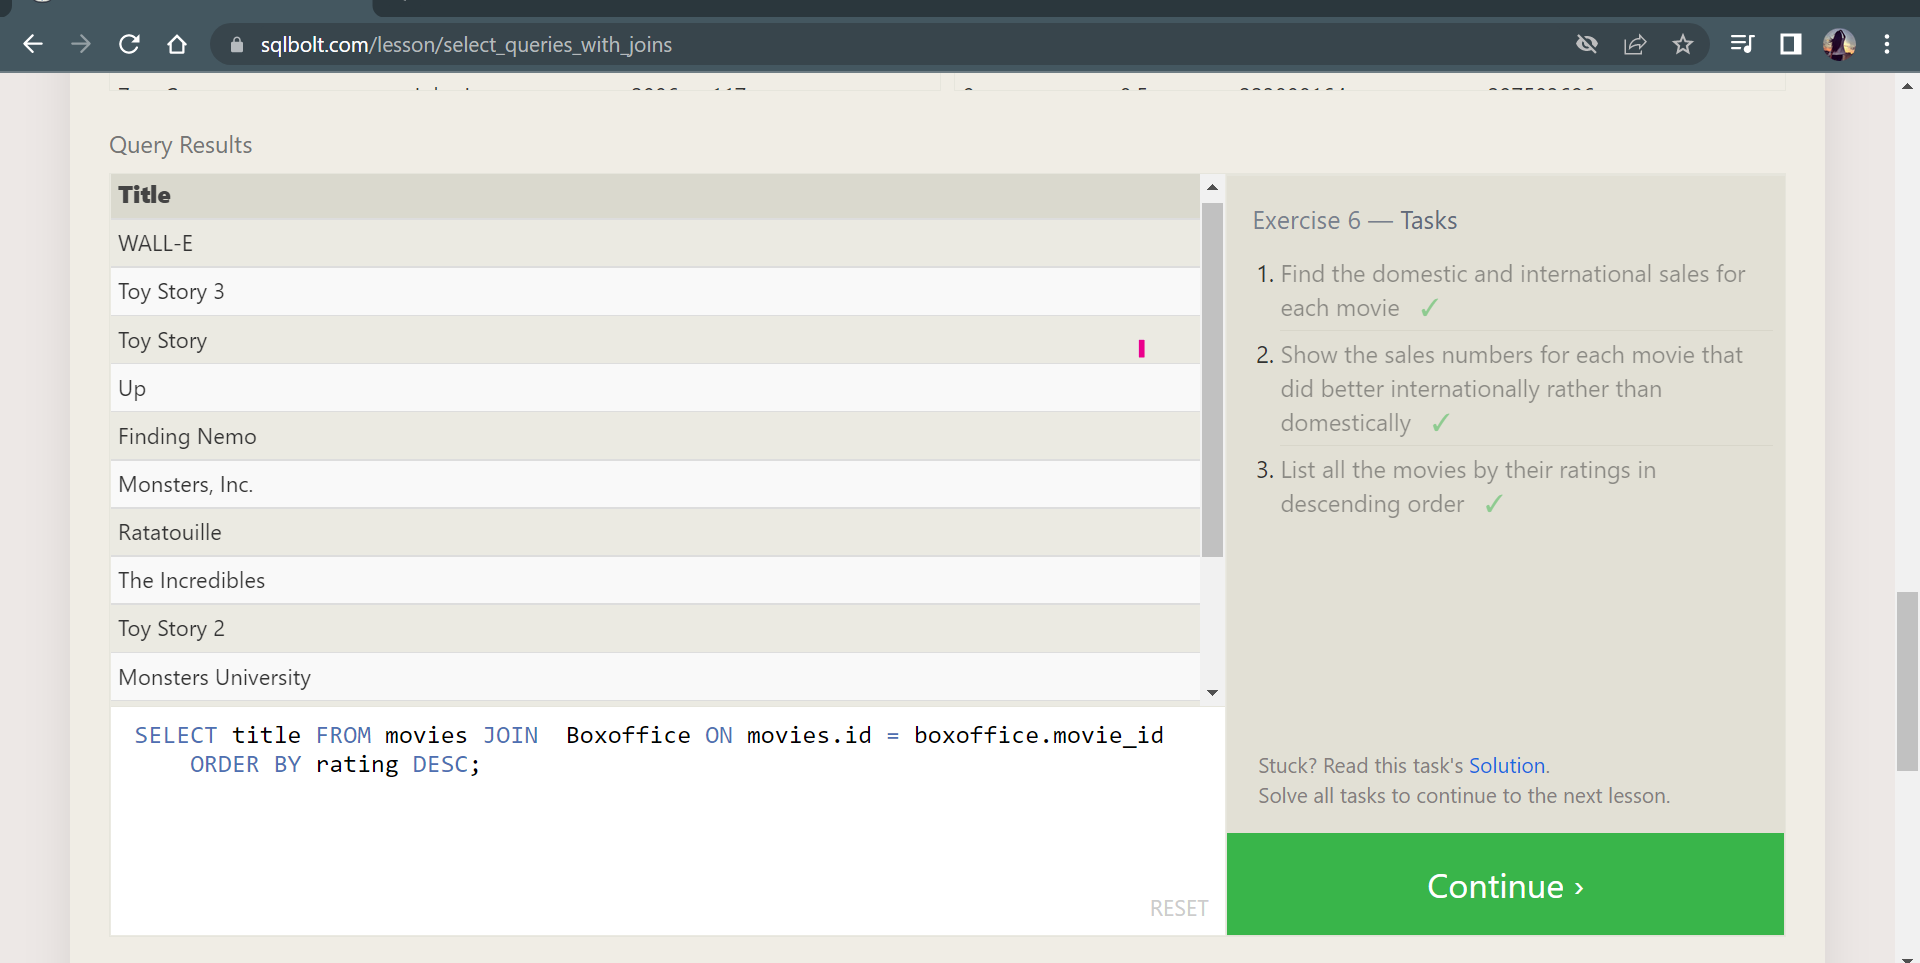 sqlbolt.com/lesson/select_queries_with_joins
Query Results
Title
WALL-E
Toy Story 3
Toy Story
Up
Finding Nemo
Monsters, Inc.
Ratatouille
The Incredibles
Toy Story 2
Monsters University
SELECT title FROM movies JOIN  Boxoffice ON movies.id = boxoffice.movie_id
ORDER BY rating DESC;
RESET
Exercise 6 — Tasks
1. Find the domestic and international sales for
each movie ✓
2. Show the sales numbers for each movie that
did better internationally rather than
domestically ✓
3. List all the movies by their ratings in
descending order ✓
Stuck? Read this task's Solution.
Solve all tasks to continue to the next lesson.
Continue ›